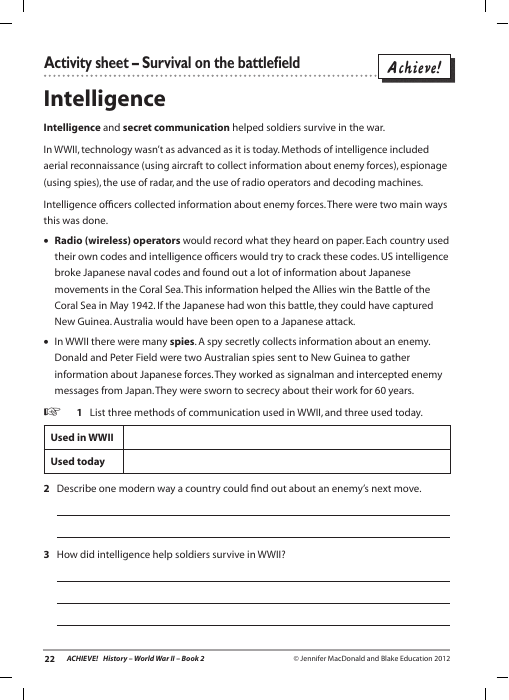 Activity sheet – Survival on the battlefield
Achieve!
Intelligence
Intelligence and secret communication helped soldiers survive in the war.
In WWII, technology wasn't as advanced as it is today. Methods of intelligence included
aerial reconnaissance (using aircraft to collect information about enemy forces), espionage
(using spies), the use of radar, and the use of radio operators and decoding machines.
Intelligence officers collected information about enemy forces. There were two main ways
this was done.
• Radio (wireless) operators would record what they heard on paper. Each country used
their own codes and intelligence officers would try to crack these codes. US intelligence
broke Japanese naval codes and found out a lot of information about Japanese
movements in the Coral Sea. This information helped the Allies win the Battle of the
Coral Sea in May 1942. If the Japanese had won this battle, they could have captured
New Guinea. Australia would have been open to a Japanese attack.
• In WWII there were many spies. A spy secretly collects information about an enemy.
Donald and Peter Field were two Australian spies sent to New Guinea to gather
information about Japanese forces. They worked as signalman and intercepted enemy
messages from Japan. They were sworn to secrecy about their work for 60 years.
1 List three methods of communication used in WWII, and three used today.
Used in WWII
Used today
2 Describe one modern way a country could find out about an enemy's next move.
3 How did intelligence help soldiers survive in WWII?
22 ACHIEVE! History – World War II – Book 2 © Jennifer MacDonald and Blake Education 2012